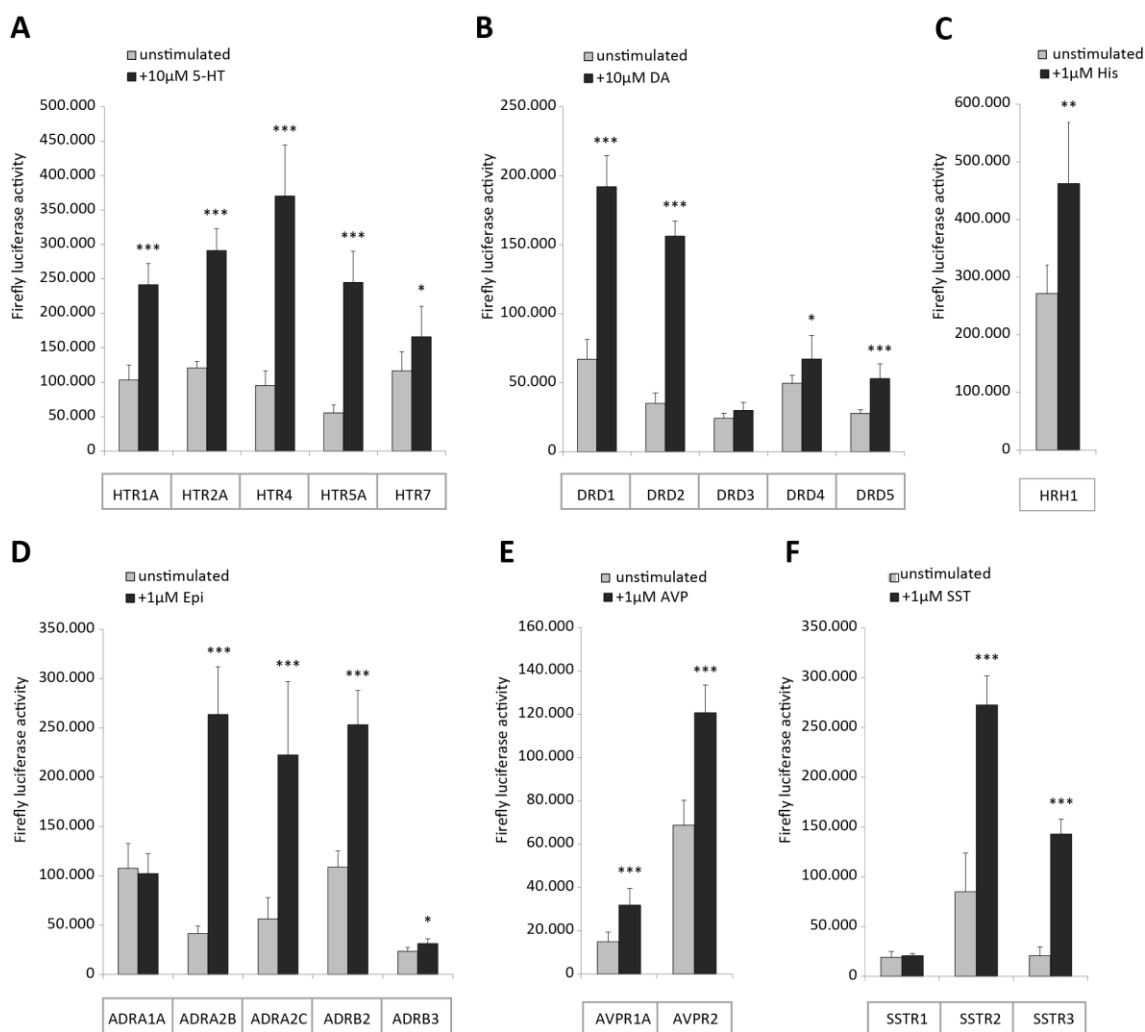 A
unstimulated
+10µM 5-HT
Firefly luciferase activity
500.000
450.000
400.000
350.000
300.000
250.000
200.000
150.000
100.000
50.000
0
***
***
***
***
*
HTR1A HTR2A HTR4 HTR5A HTR7
B
unstimulated
+10µM DA
Firefly luciferase activity
250.000
200.000
150.000
100.000
50.000
0
***
***
*
***
DRD1 DRD2 DRD3 DRD4 DRD5
C
unstimulated
+1µM His
Firefly luciferase activity
600.000
500.000
400.000
300.000
200.000
100.000
0
**
HRH1
D
unstimulated
+1µM Epi
Firefly luciferase activity
350.000
300.000
250.000
200.000
150.000
100.000
50.000
0
***
***
***
*
ADRA1A ADRA2B ADRA2C ADRB2 ADRB3
E
unstimulated
+1µM AVP
Firefly luciferase activity
160.000
140.000
120.000
100.000
80.000
60.000
40.000
20.000
0
***
***
AVPR1A AVPR2
F
unstimulated
+1µM SST
Firefly luciferase activity
350.000
300.000
250.000
200.000
150.000
100.000
50.000
0
***
***
SSTR1 SSTR2 SSTR3